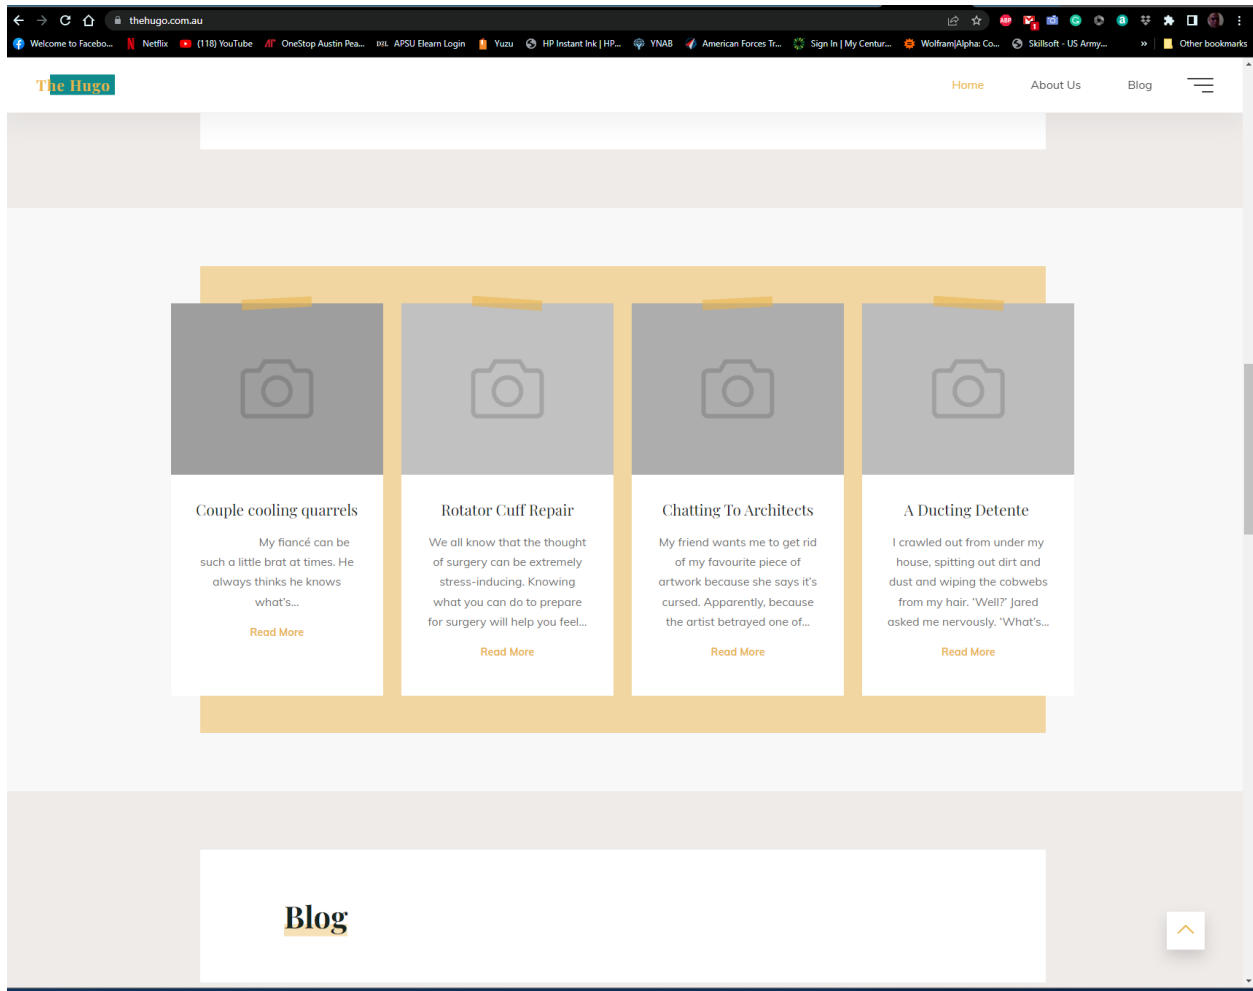 thehugo.com.au
Welcome to Facebo... Netflix (118) YouTube OneStop Austin Pea... D2L APSU Elearn Login Yuzu HP Instant Ink | HP... YNAB American Forces Tr... Sign In | My Centur... Wolfram|Alpha: Co... Skillsoft - US Army... » Other bookmarks
The Hugo Home About Us Blog
Couple cooling quarrels
My fiancé can be
such a little brat at times. He
always thinks he knows
what's...
Read More
Rotator Cuff Repair
We all know that the thought
of surgery can be extremely
stress-inducing. Knowing
what you can do to prepare
for surgery will help you feel...
Read More
Chatting To Architects
My friend wants me to get rid
of my favourite piece of
artwork because she says it's
cursed. Apparently, because
the artist betrayed one of...
Read More
A Ducting Detente
I crawled out from under my
house, spitting out dirt and
dust and wiping the cobwebs
from my hair. 'Well?' Jared
asked me nervously. 'What's...
Read More
Blog